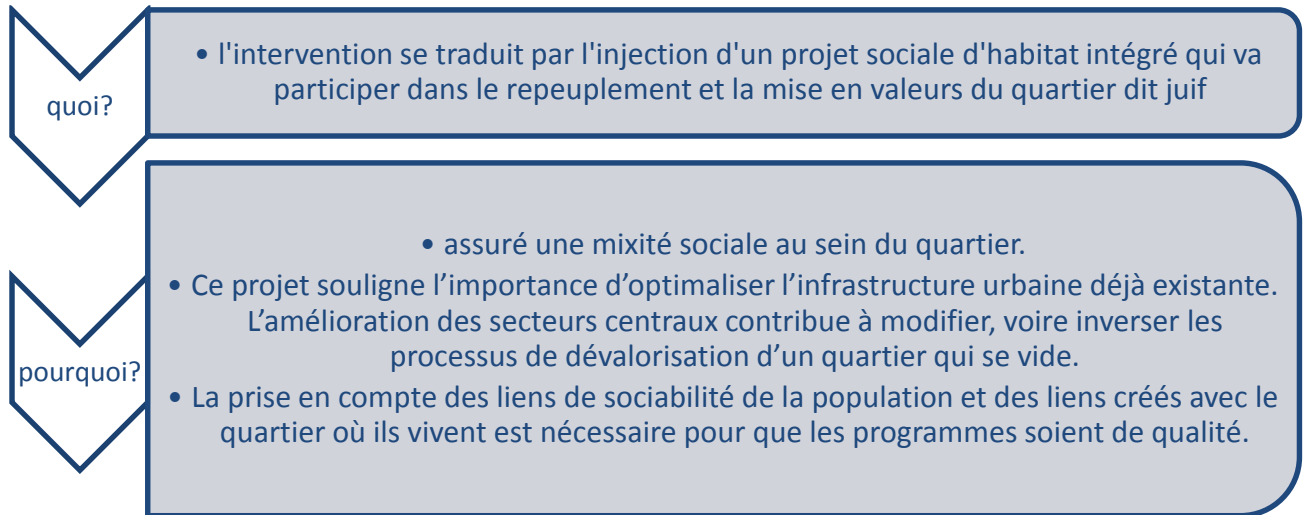 quoi?
• l'intervention se traduit par l'injection d'un projet sociale d'habitat intégré qui va
participer dans le repeuplement et la mise en valeurs du quartier dit juif
pourquoi?
• assuré une mixité sociale au sein du quartier.
• Ce projet souligne l’importance d’optimaliser l’infrastructure urbaine déjà existante.
L’amélioration des secteurs centraux contribue à modifier, voire inverser les
processus de dévalorisation d’un quartier qui se vide.
• La prise en compte des liens de sociabilité de la population et des liens créés avec le
quartier où ils vivent est nécessaire pour que les programmes soient de qualité.